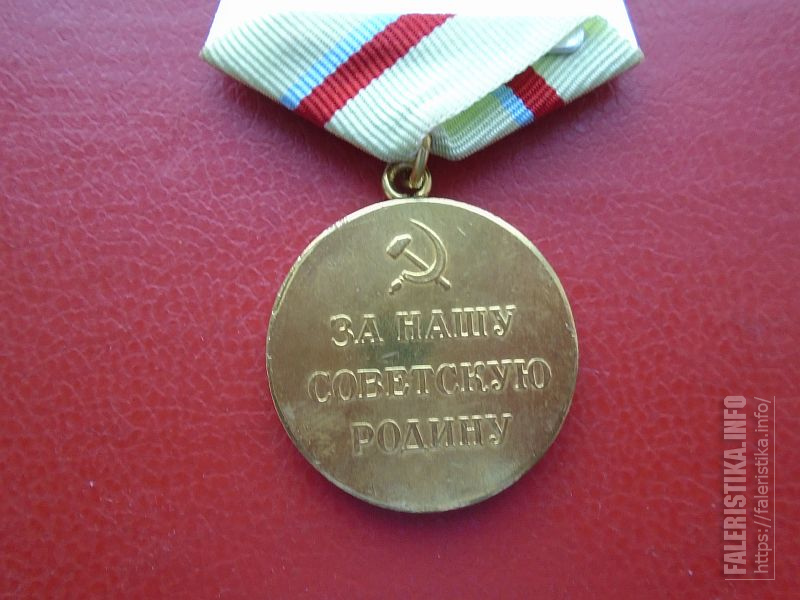 ЗА НАШУ
СОВЕТСКУЮ
РОДИНУ
FALERISTIKA.INFO
https://faleristika.info/